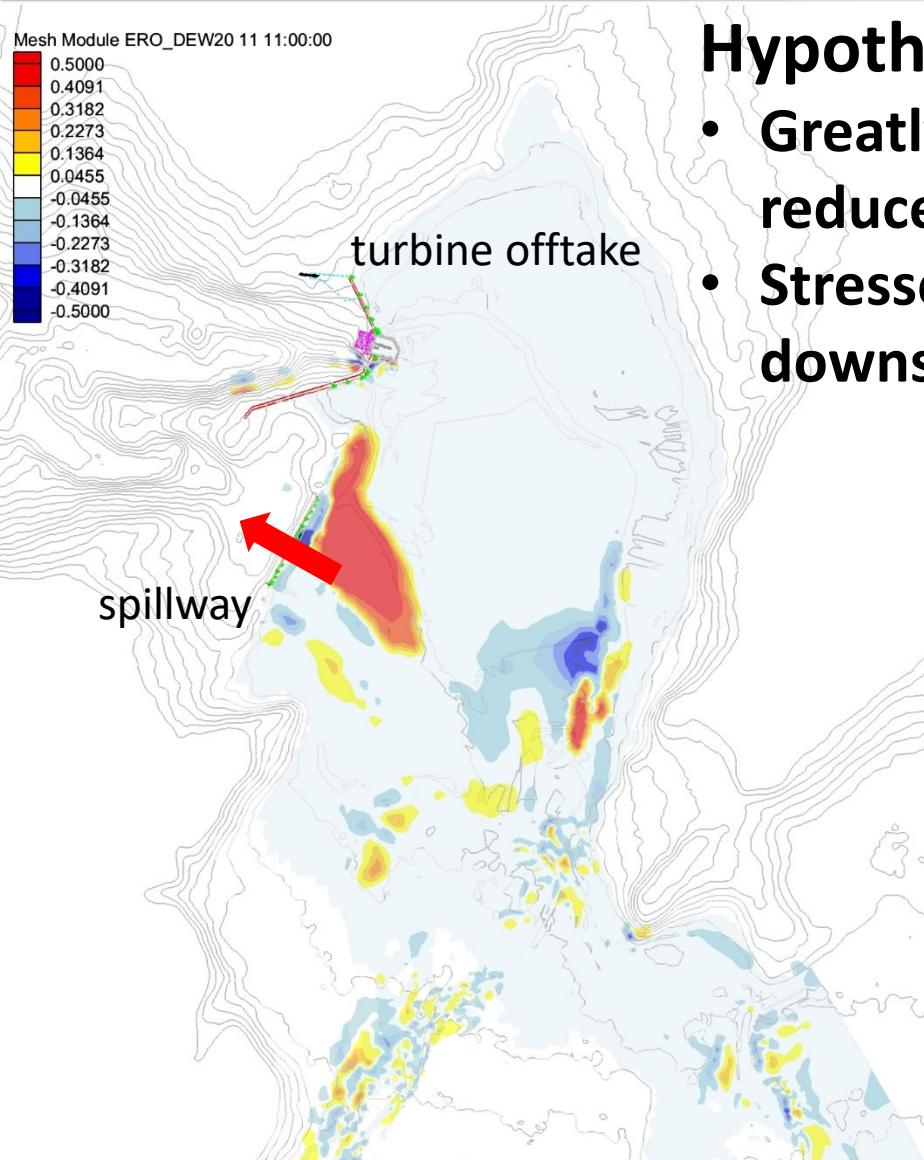 Mesh Module ERO_DEW20 11 11:00:00
0.5000
0.4091
0.3182
0.2273
0.1364
0.0455
-0.0455
-0.1364
-0.2273
-0.3182
-0.4091
-0.5000
Hypoth
• Greatl
reduce
• Stresse
downs
turbine offtake
spillway